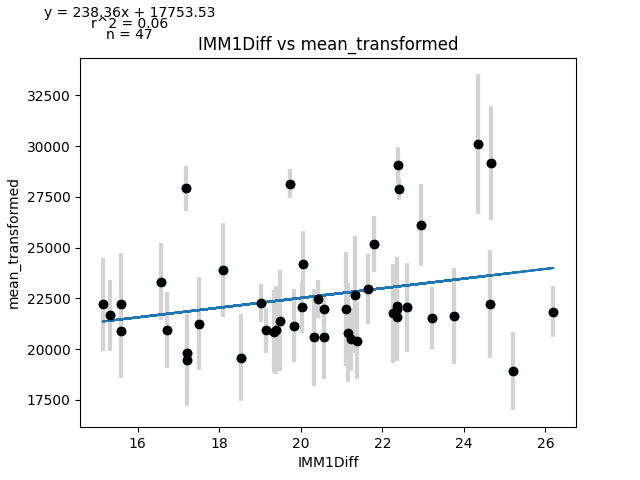 y = 238.36x + 17753.53
r^2 = 0.06
n = 47
IMM1Diff vs mean_transformed
mean_transformed
32500
30000
27500
25000
22500
20000
17500
16 18 20 22 24 26
IMM1Diff